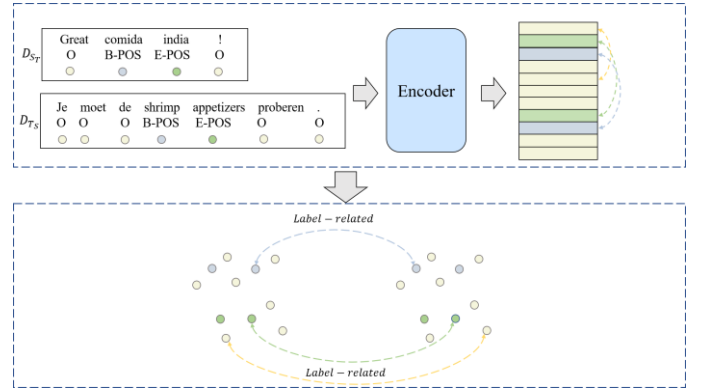 Great comida india !
D_{S_T} O B-POS E-POS O
Je moet de shrimp appetizers proberen .
D_{T_S} O O O B-POS E-POS O O
Encoder
Label – related
Label – related